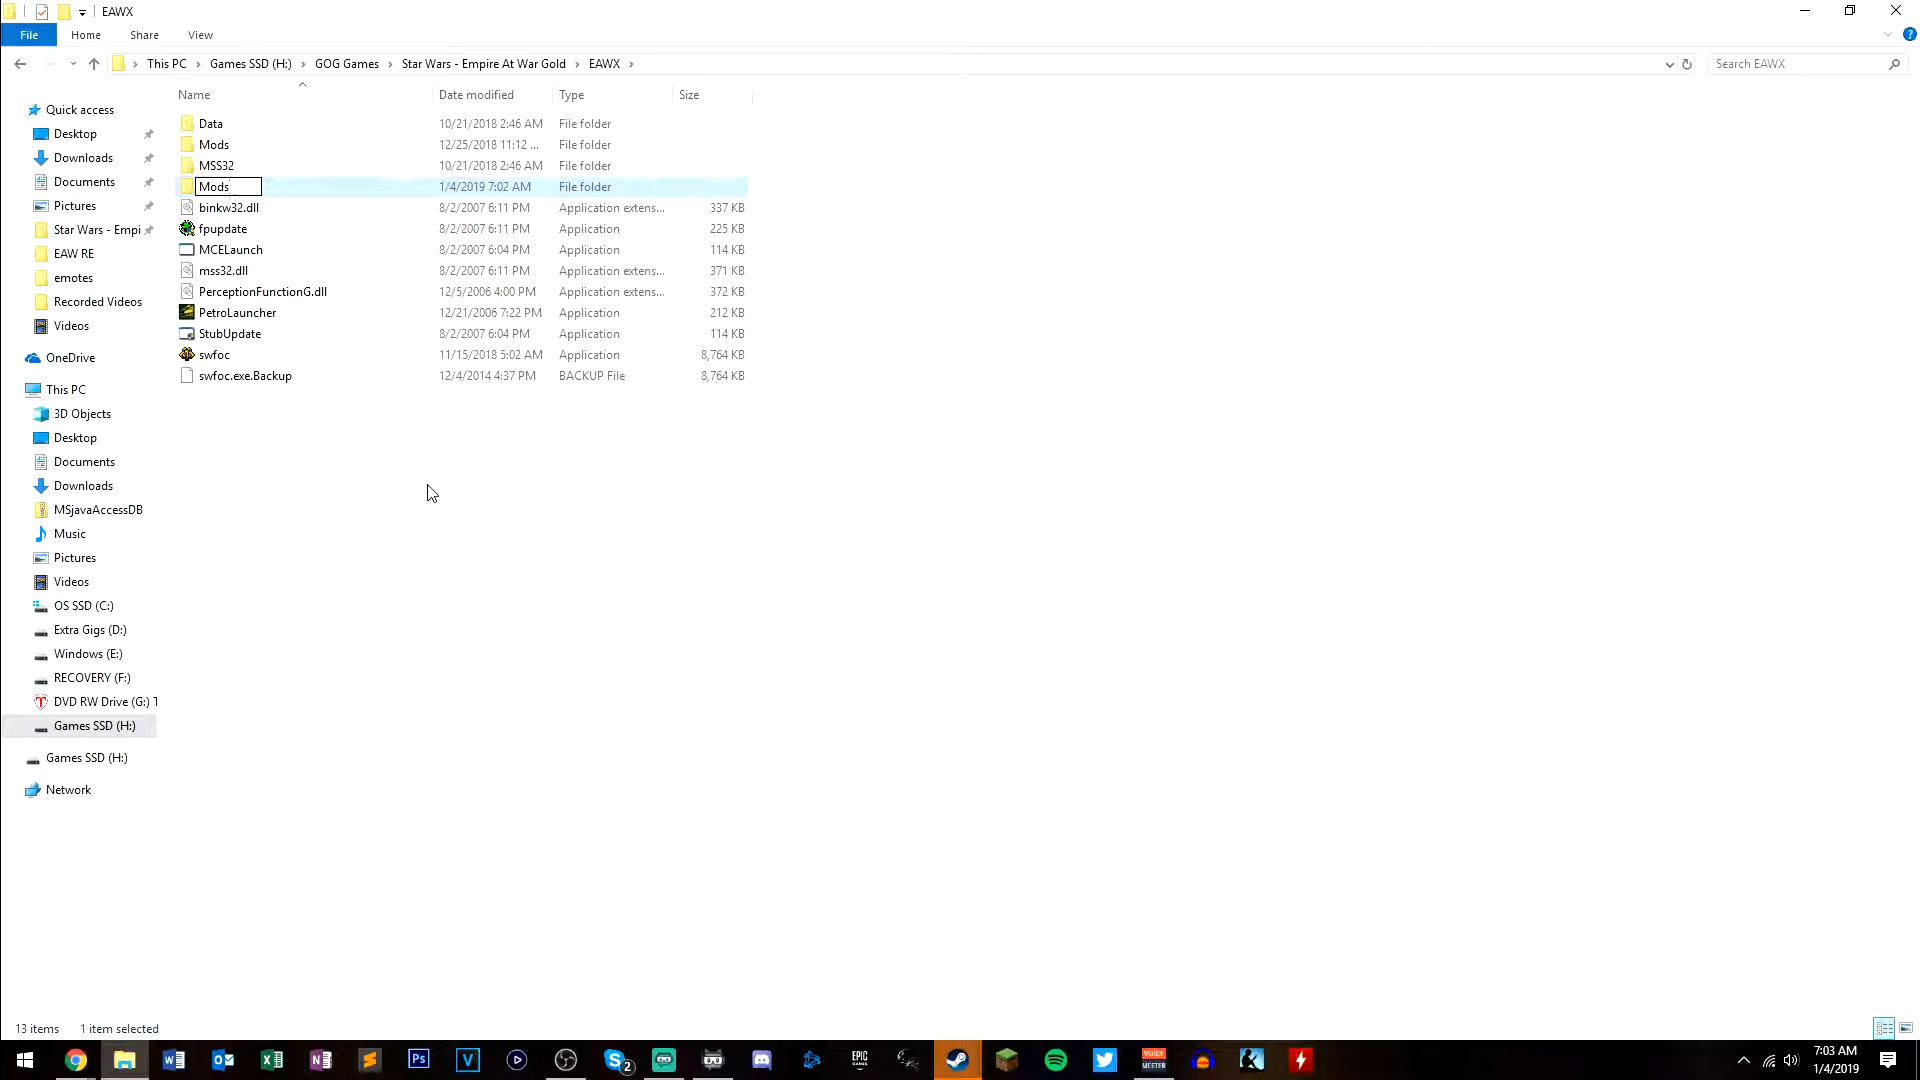 EAWX
File Home Share View
This PC Games SSD (H:) GOG Games Star Wars - Empire At War Gold EAWX Search EAWX
Name Date modified Type Size
Quick access
Desktop
Downloads
Documents
Pictures
Star Wars - Empi
EAW RE
emotes
Recorded Videos
Videos
OneDrive
This PC
3D Objects
Desktop
Documents
Downloads
MSjavaAccessDB
Music
Pictures
Videos
OS SSD (C:)
Extra Gigs (D:)
Windows (E:)
RECOVERY (F:)
DVD RW Drive (G:) T
Games SSD (H:)
Games SSD (H:)
Network
Data 10/21/2018 2:46 AM File folder
Mods 12/25/2018 11:12 ... File folder
MSS32 10/21/2018 2:46 AM File folder
Mods 1/4/2019 7:02 AM File folder
binkw32.dll 8/2/2007 6:11 PM Application extens... 337 KB
fpupdate 8/2/2007 6:11 PM Application 225 KB
MCELaunch 8/2/2007 6:04 PM Application 114 KB
mss32.dll 8/2/2007 6:11 PM Application extens... 371 KB
PerceptionFunctionG.dll 12/5/2006 4:00 PM Application extens... 372 KB
PetroLauncher 12/21/2006 7:22 PM Application 212 KB
StubUpdate 8/2/2007 6:04 PM Application 114 KB
swfoc 11/15/2018 5:02 AM Application 8,764 KB
swfoc.exe.Backup 12/4/2014 4:37 PM BACKUP File 8,764 KB
13 items 1 item selected
Ps
EPIC GAMES
VOICE MEETER
2
7:03 AM
1/4/2019